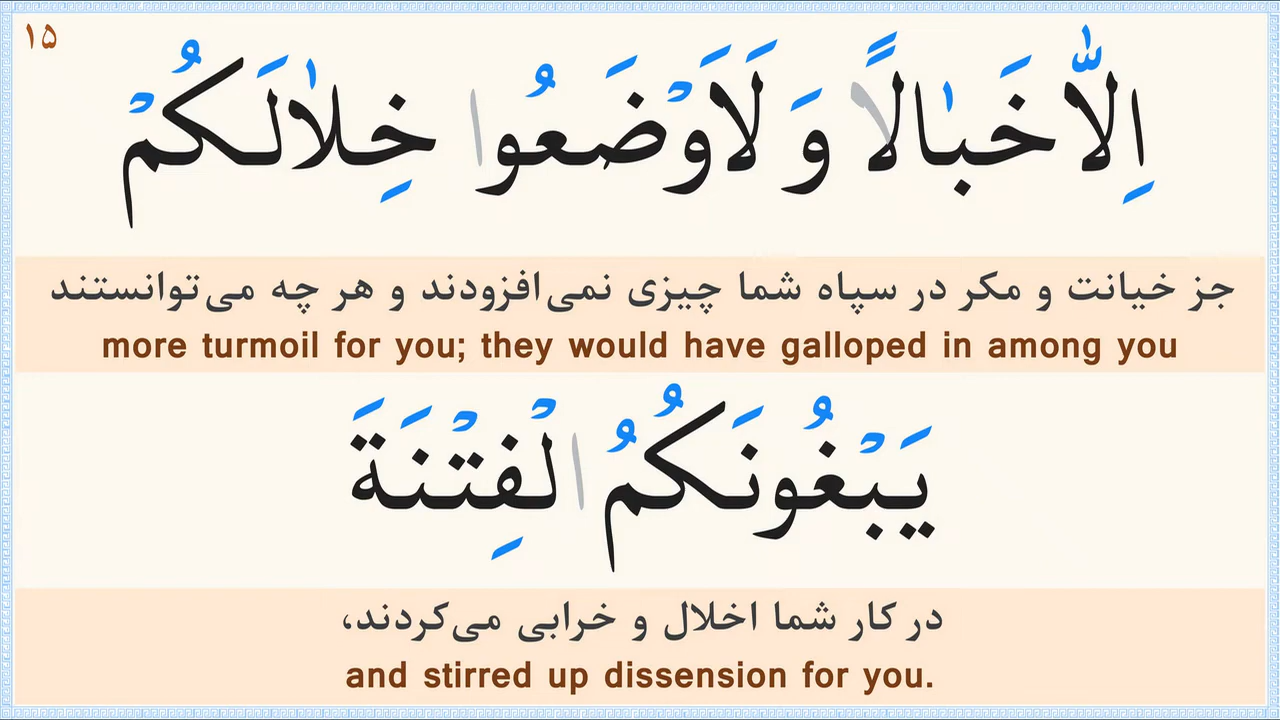 ۱۵
اِلاّٰ خَبٰالًا وَ لَاَوْضَعُوا خِلاٰلَكُمْ
جز خیانت و مکر در سپاه شما چیزی نمی‌افزودند و هر چه می‌توانستند
more turmoil for you; they would have galloped in among you
يَبْغُونَكُمُ الْفِتْنَةَ
در کار شما اخلال و خرابی می‌کردند،
and stirred up dissension for you.